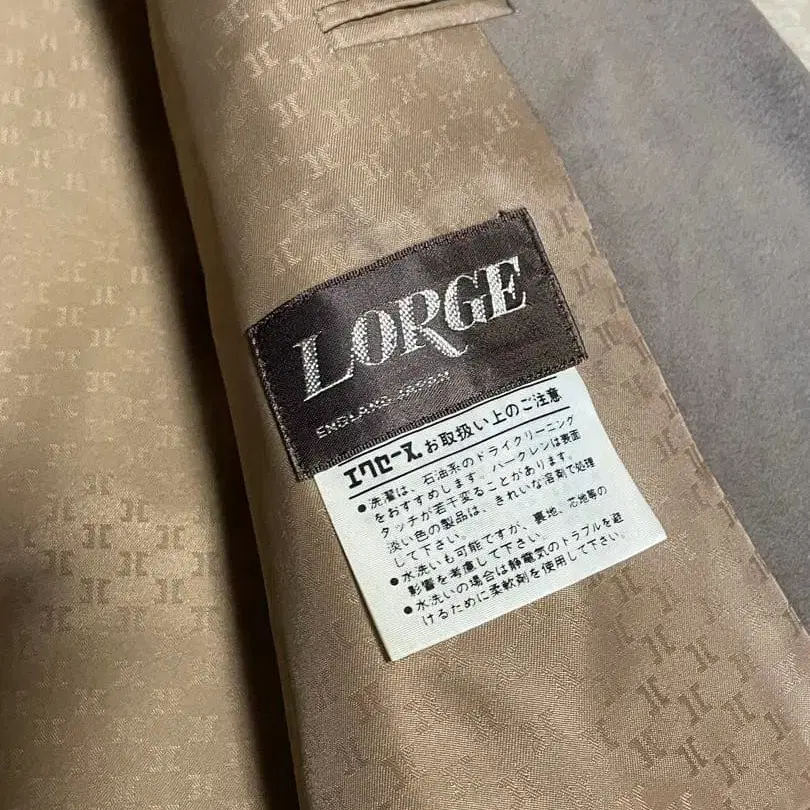 LORGE
ENGLAND, JAPAN
エクセーヌ お取扱い上のご注意
●洗濯は、石油系のドライクリーニング
をおすすめします。パークレンは表面
タッチが若干変ることがあります。
淡い色の製品は、きれいな溶剤で処理
して下さい。
●水洗いも可能ですが、裏地、芯地等の
影響を考慮して下さい。
●水洗いの場合は静電気のトラブルを避
けるために柔軟剤を使用して下さい。